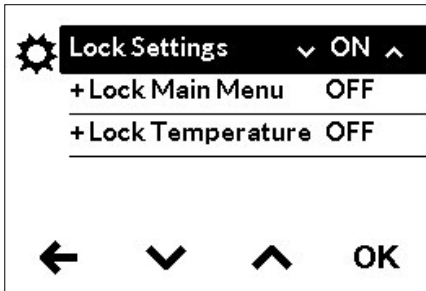 Lock Settings ON
+Lock Main Menu OFF
+Lock Temperature OFF
OK